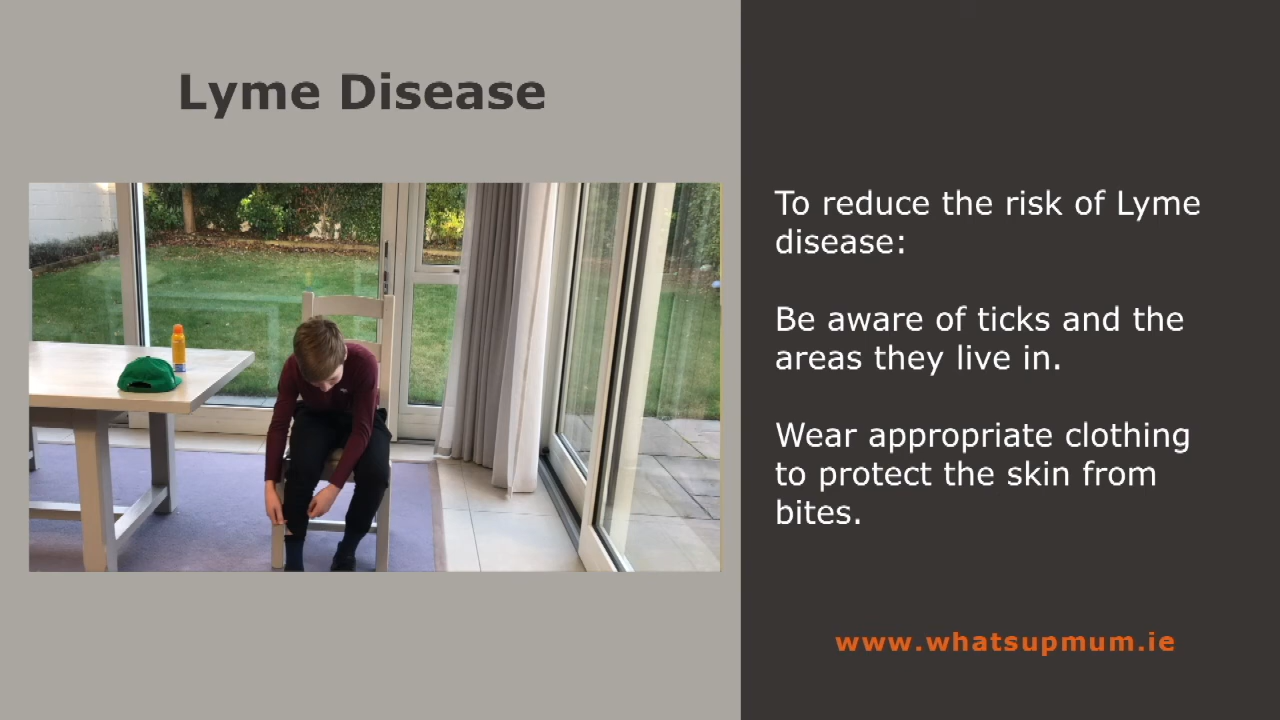 Lyme Disease
To reduce the risk of Lyme
disease:
Be aware of ticks and the
areas they live in.
Wear appropriate clothing
to protect the skin from
bites.
www.whatsupmum.ie